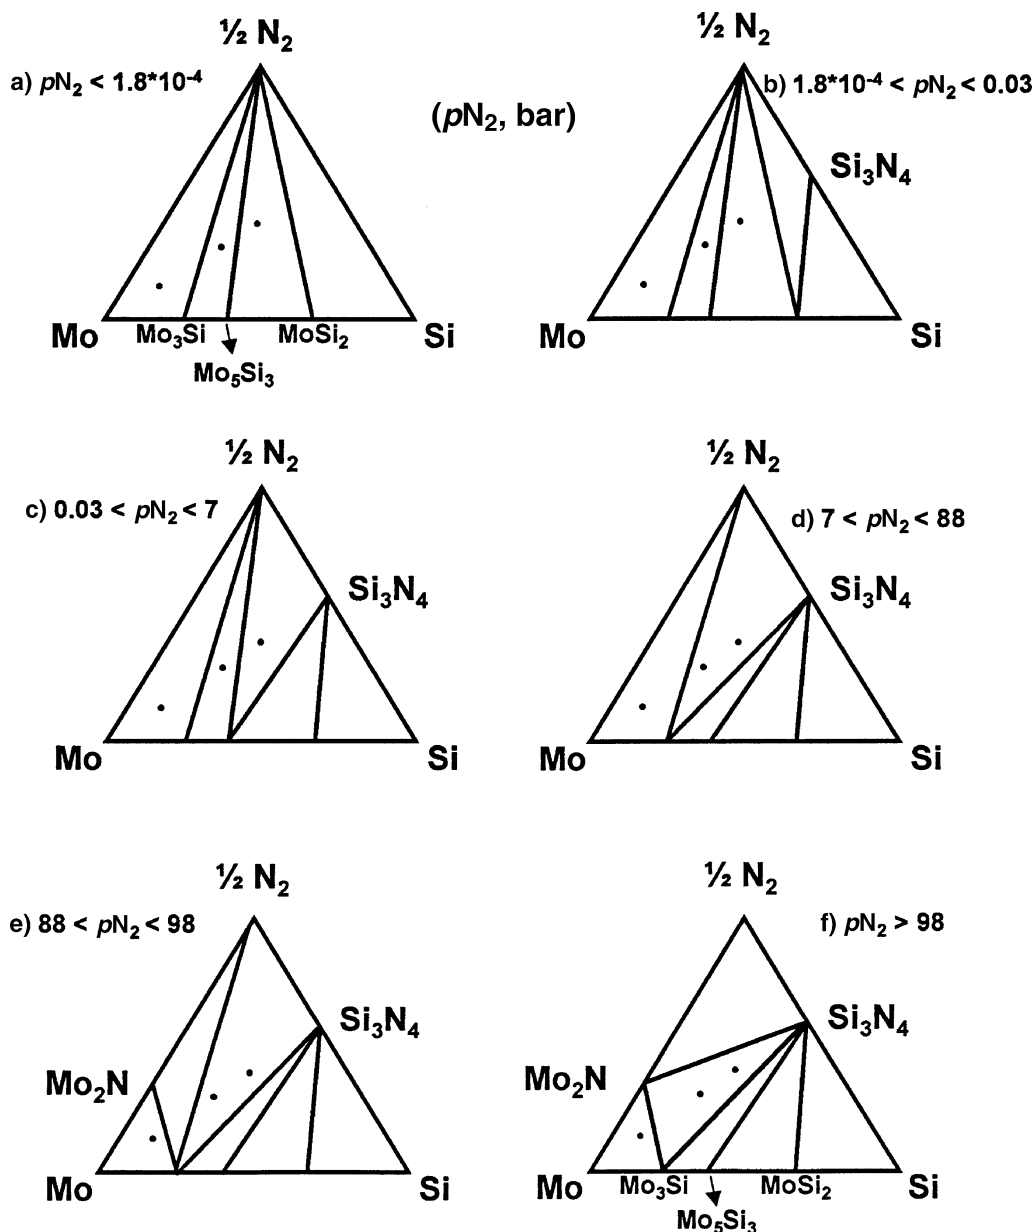 ½ N₂
½ N₂
a) pN₂ < 1.8*10⁻⁴
(pN₂, bar)
b) 1.8*10⁻⁴ < pN₂ < 0.03
Si₃N₄
Mo
Mo₃Si
MoSi₂
Si
Mo₅Si₃
Mo
Si
½ N₂
½ N₂
c) 0.03 < pN₂ < 7
d) 7 < pN₂ < 88
Si₃N₄
Si₃N₄
Mo
Si
Mo
Si
½ N₂
½ N₂
e) 88 < pN₂ < 98
f) pN₂ > 98
Si₃N₄
Si₃N₄
Mo₂N
Mo₂N
Mo
Si
Mo
Mo₃Si
MoSi₂
Si
Mo₅Si₃